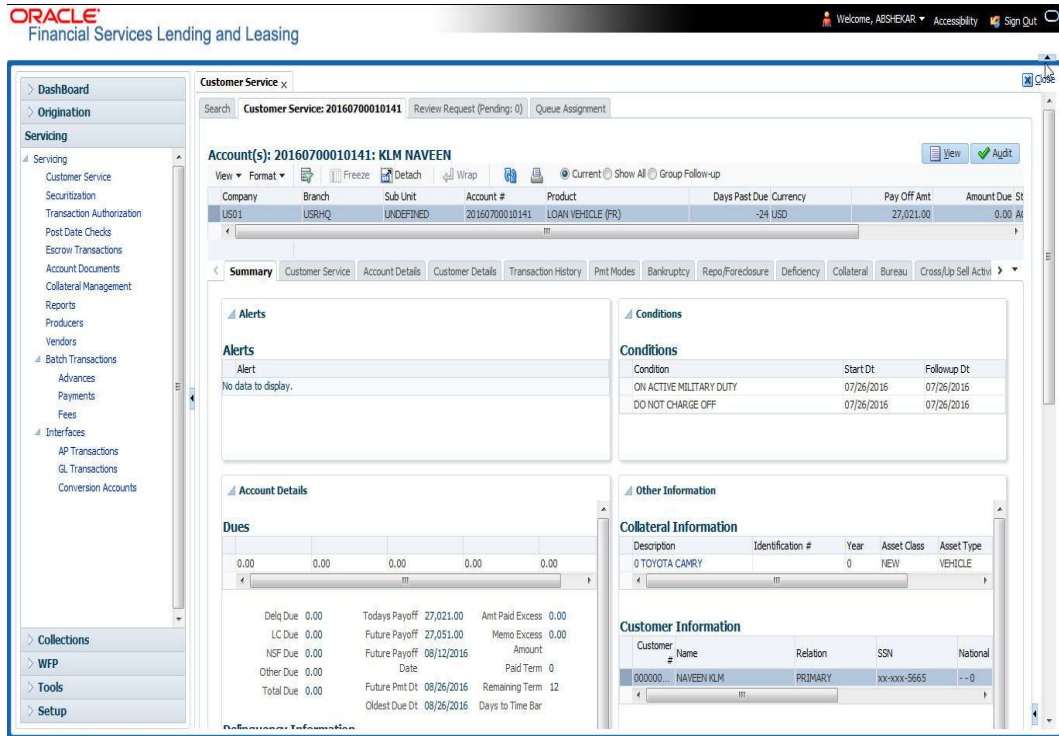 ORACLE
Financial Services Lending and Leasing
Welcome, ABSHEKAR Accessibility Sign Out
Close
DashBoard
Origination
Servicing
Servicing
Customer Service
Securitization
Transaction Authorization
Post Date Checks
Escrow Transactions
Account Documents
Collateral Management
Reports
Producers
Vendors
Batch Transactions
Advances
Payments
Fees
Interfaces
AP Transactions
GL Transactions
Conversion Accounts
Collections
WFP
Tools
Setup
Customer Service x
Search Customer Service: 20160700010141 Review Request (Pending: 0) Queue Assignment
Account(s): 20160700010141: KLM NAVEEN
View Audit
View Format Freeze Detach Wrap Current Show All Group Follow-up
Company Branch Sub Unit Account # Product Days Past Due Currency Pay Off Amt Amount Due St
US01 USRHQ UNDEFINED 20160700010141 LOAN VEHICLE (FR) -24 USD 27,021.00 0.00 A
Summary Customer Service Account Details Customer Details Transaction History Pmt Modes Bankruptcy Repo/Foreclosure Deficiency Collateral Bureau Cross/Up Sell Activi
Alerts
Alerts
Alert
No data to display.
Conditions
Conditions
Condition Start Dt Followup Dt
ON ACTIVE MILITARY DUTY 07/26/2016 07/26/2016
DO NOT CHARGE OFF 07/26/2016 07/26/2016
Account Details
Dues
0.00 0.00 0.00 0.00 0.00
Delq Due 0.00 Todays Payoff 27,021.00 Amt Paid Excess 0.00
LC Due 0.00 Future Payoff 27,051.00 Memo Excess Amount 0.00
NSF Due 0.00 Future Payoff Date 08/12/2016 Paid Term 0
Other Due 0.00 Future Pmt Dt 08/26/2016 Remaining Term 12
Total Due 0.00 Oldest Due Dt 08/26/2016 Days to Time Bar
Delinquency Information
Other Information
Collateral Information
Description Identification # Year Asset Class Asset Type
0 TOYOTA CAMRY 0 NEW VEHICLE
Customer Information
Customer # Name Relation SSN National
000000... NAVEEN KLM PRIMARY xx-xxx-5665 --0